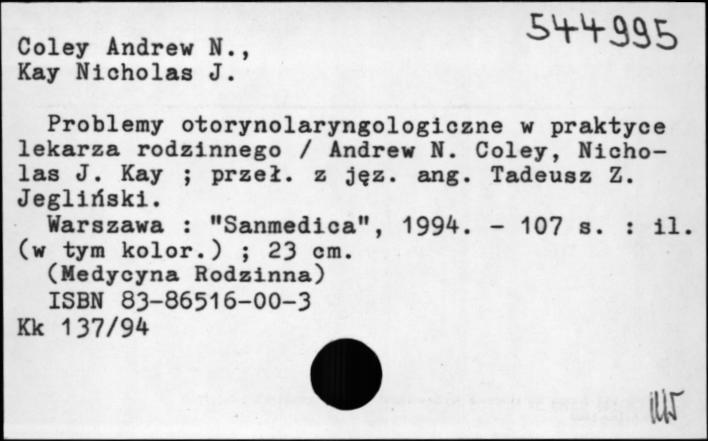 544995
Coley Andrew N.,
Kay Nicholas J.
Problemy otorynolaryngologiczne w praktyce
lekarza rodzinnego / Andrew N. Coley, Nicho-
las J. Kay ; przeł. z jęz. ang. Tadeusz Z.
Jegliński.
Warszawa : "Sanmedica", 1994. - 107 s. : il.
(w tym kolor.) ; 23 cm.
(Medycyna Rodzinna)
ISBN 83-86516-00-3
Kk 137/94